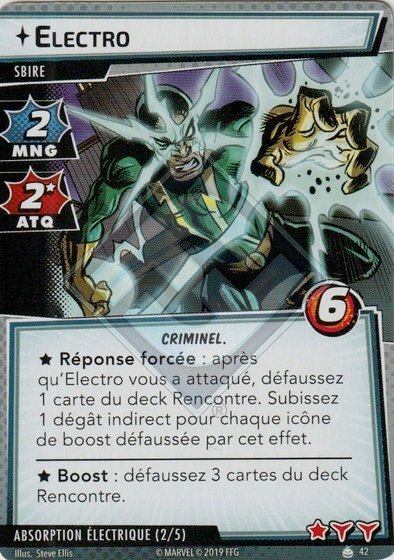 Electro
SBIRE
2
MNG
2
ATQ
6
CRIMINEL.
★ Réponse forcée : après
qu'Electro vous a attaqué, défaussez
1 carte du deck Rencontre. Subissez
1 dégât indirect pour chaque icône
de boost défaussée par cet effet.
★ Boost : défaussez 3 cartes du deck
Rencontre.
ABSORPTION ÉLECTRIQUE (2/5)
Illus. Steve Ellis
© MARVEL © 2019 FFG
42